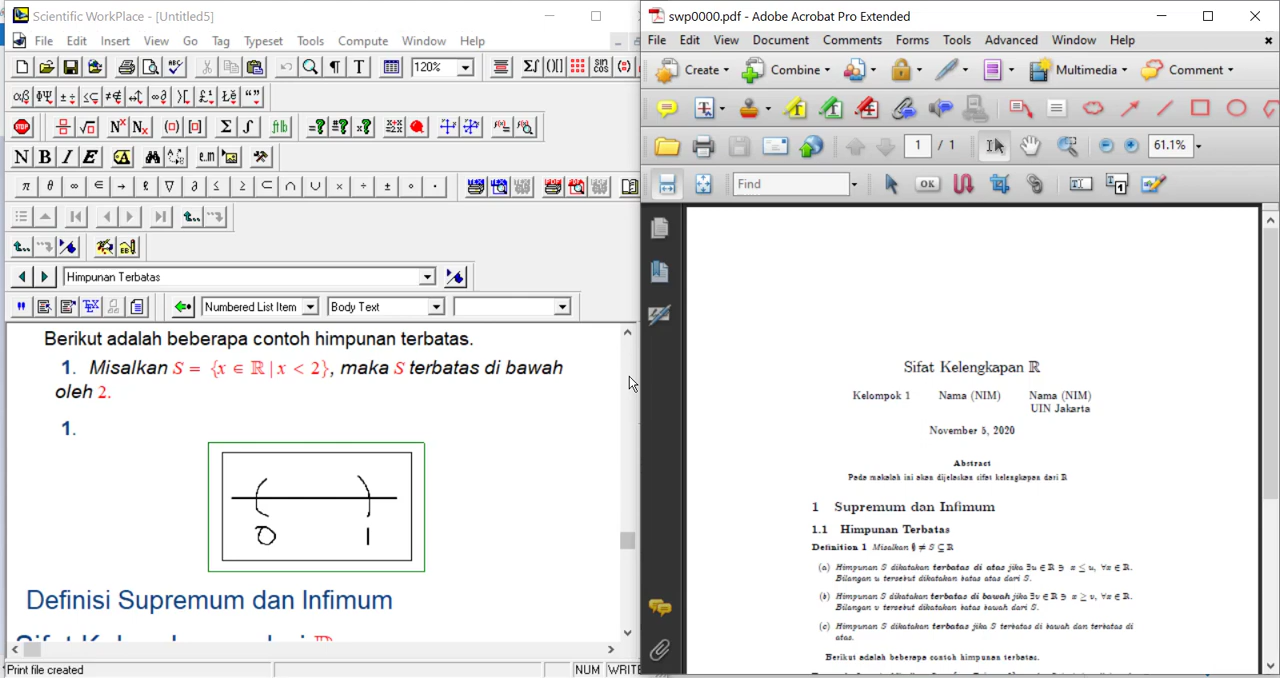 Scientific WorkPlace - [Untitled5]
File Edit Insert View Go Tag Typeset Tools Compute Window Help
120%
Himpunan Terbatas
Numbered List Item Body Text
Berikut adalah beberapa contoh himpunan terbatas.
1. Misalkan S = {x ∈ ℝ | x < 2}, maka S terbatas di bawah
oleh 2.
1.
0 1
Definisi Supremum dan Infimum
Print file created NUM WRITE
swp0000.pdf - Adobe Acrobat Pro Extended
File Edit View Document Comments Forms Tools Advanced Window Help
Create Combine Multimedia Comment
1 / 1 61.1%
Find
Sifat Kelengkapan ℝ
Kelompok 1 Nama (NIM) Nama (NIM)
UIN Jakarta
November 5, 2020
Abstract
Pada makalah ini akan dijelaskan sifat kelengkapan dari ℝ
1 Supremum dan Infimum
1.1 Himpunan Terbatas
Definition 1 Misalkan ∅ ≠ S ⊆ ℝ
(a) Himpunan S dikatakan terbatas di atas jika ∃u ∈ ℝ ∋ x ≤ u, ∀x ∈ ℝ.
Bilangan u tersebut dikatakan batas atas dari S.
(b) Himpunan S dikatakan terbatas di bawah jika ∃v ∈ ℝ ∋ x ≥ v, ∀x ∈ ℝ.
Bilangan v tersebut dikatakan batas bawah dari S.
(c) Himpunan S dikatakan terbatas jika S terbatas di bawah dan terbatas di
atas.
Berikut adalah beberapa contoh himpunan terbatas.